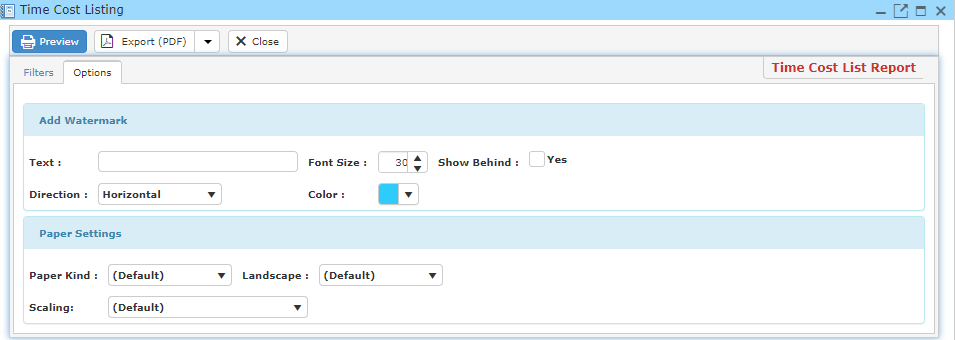 Time Cost Listing
Preview Export (PDF) Close
Filters Options Time Cost List Report
Add Watermark
Text : Font Size : 30 Show Behind : Yes
Direction : Horizontal Color :
Paper Settings
Paper Kind : (Default) Landscape : (Default)
Scaling: (Default)